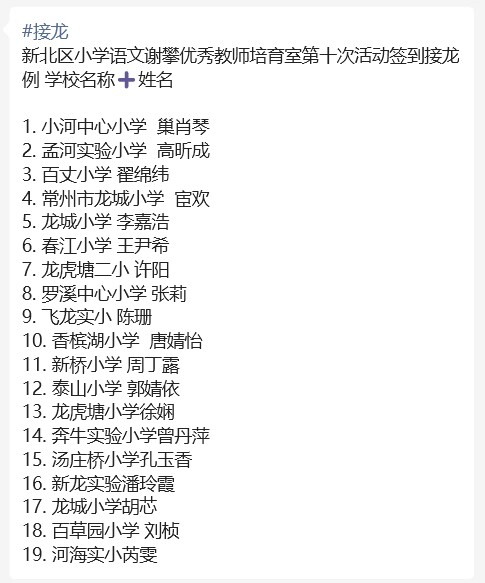 #接龙
新北区小学语文谢攀优秀教师培育室第十次活动签到接龙
例 学校名称➕姓名
1. 小河中心小学  巢肖琴
2. 孟河实验小学  高昕成
3. 百丈小学 翟绵纬
4. 常州市龙城小学  宦欢
5. 龙城小学 李嘉浩
6. 春江小学 王尹希
7. 龙虎塘二小 许阳
8. 罗溪中心小学 张莉
9. 飞龙实小 陈珊
10. 香槟湖小学  唐婧怡
11. 新桥小学 周丁露
12. 泰山小学 郭婧依
13. 龙虎塘小学徐娴
14. 奔牛实验小学曾丹萍
15. 汤庄桥小学孔玉香
16. 新龙实验潘玲霞
17. 龙城小学胡芯
18. 百草园小学 刘桢
19. 河海实小芮雯